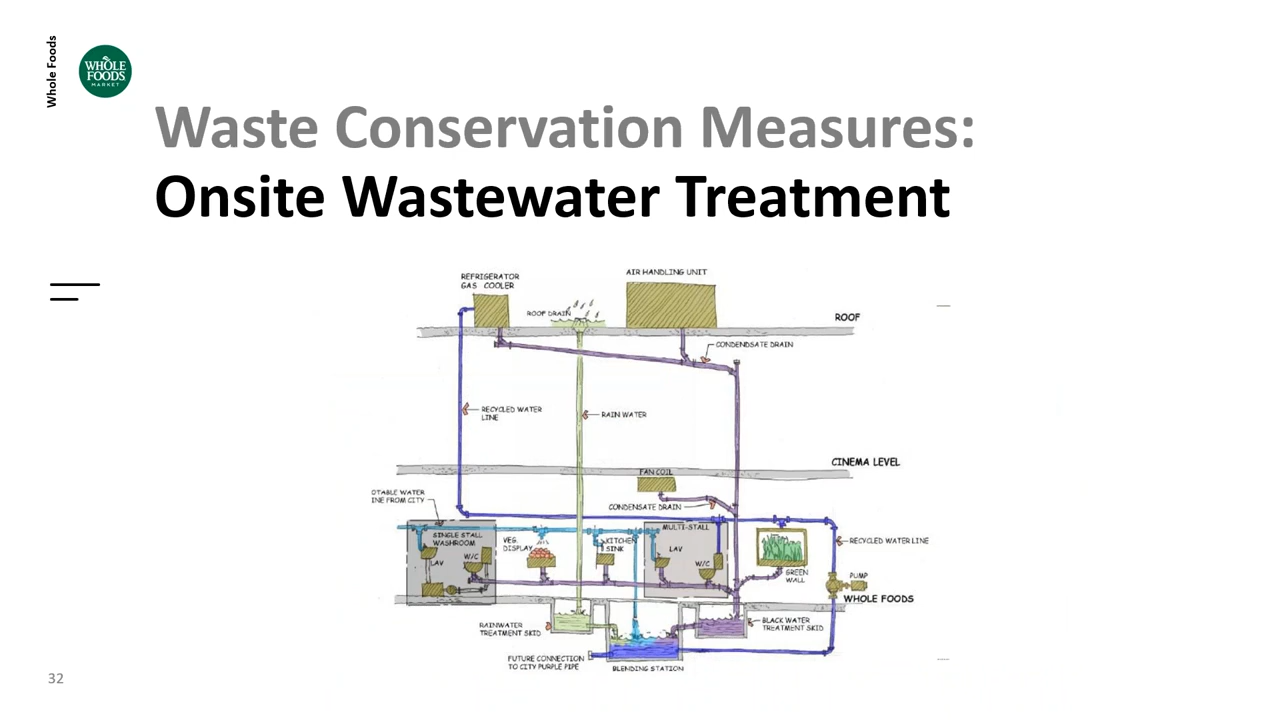 Whole Foods
WHOLE
FOODS
MARKET
Waste Conservation Measures:
Onsite Wastewater Treatment
REFRIGERATOR
GAS COOLER
AIR HANDLING UNIT
ROOF DRAIN
ROOF
CONDENDSATE DRAIN
RECYCLED WATER
LINE
RAIN WATER
CINEMA LEVEL
FAN COIL
OTABLE WATER
INE FROM CITY
CONDENSATE DRAIN
SINGLE STALL
WASHROOM
VEG.
DISPLAY
KITCHEN
SINK
MULTI-STALL
RECYCLED WATER LINE
LAV
W/C
LAV
W/C
GREEN
WALL
PUMP
WHOLE FOODS
RAINWATER
TREATMENT SKID
BLACK WATER
TREATMENT SKID
FUTURE CONNECTION
TO CITY PURPLE PIPE
BLENDING STATION
32